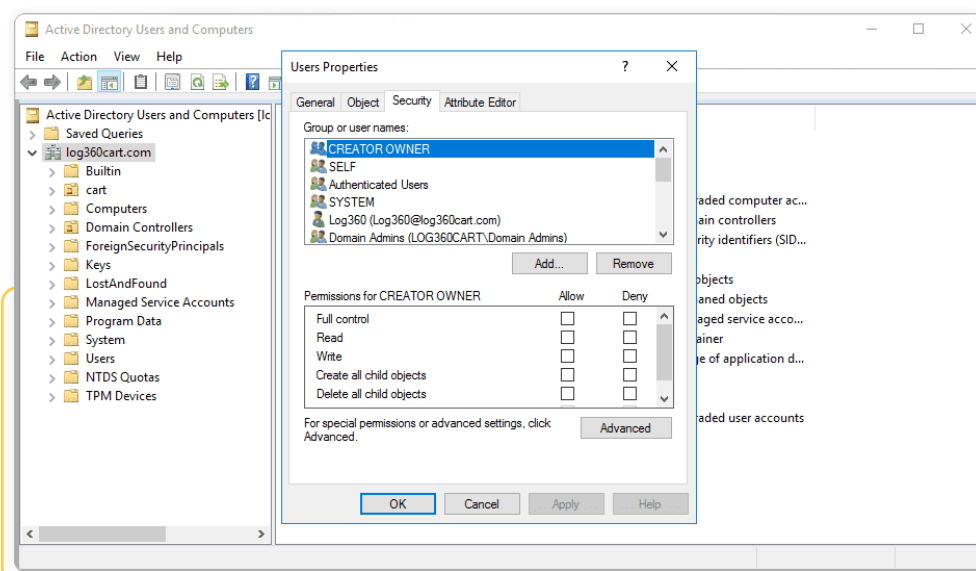 Active Directory Users and Computers
File Action View Help
Active Directory Users and Computers [lc
Saved Queries
log360cart.com
Builtin
cart
Computers
Domain Controllers
ForeignSecurityPrincipals
Keys
LostAndFound
Managed Service Accounts
Program Data
System
Users
NTDS Quotas
TPM Devices
Users Properties
General Object Security Attribute Editor
Group or user names:
CREATOR OWNER
SELF
Authenticated Users
SYSTEM
Log360 (Log360@log360cart.com)
Domain Admins (LOG360CART\Domain Admins)
Add... Remove
Permissions for CREATOR OWNER Allow Deny
Full control
Read
Write
Create all child objects
Delete all child objects
For special permissions or advanced settings, click
Advanced.
Advanced
OK Cancel Apply Help
raded computer ac...
ain controllers
rity identifiers (SID...
objects
aned objects
aged service acco...
ainer
e of application d...
raded user accounts